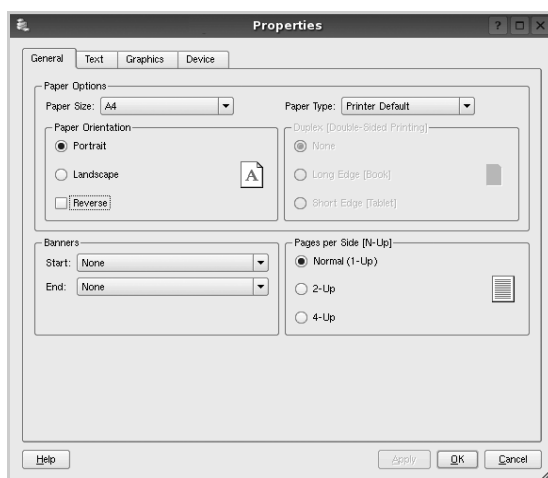 Properties
General Text Graphics Device
Paper Options
Paper Size: A4 Paper Type: Printer Default
Paper Orientation
Portrait
Landscape
Reverse
A
Duplex [Double-Sided Printing]
None
Long Edge [Book]
Short Edge [Tablet]
Banners
Start: None
End: None
Pages per Side [N-Up]
Normal (1-Up)
2-Up
4-Up
Help Apply OK Cancel